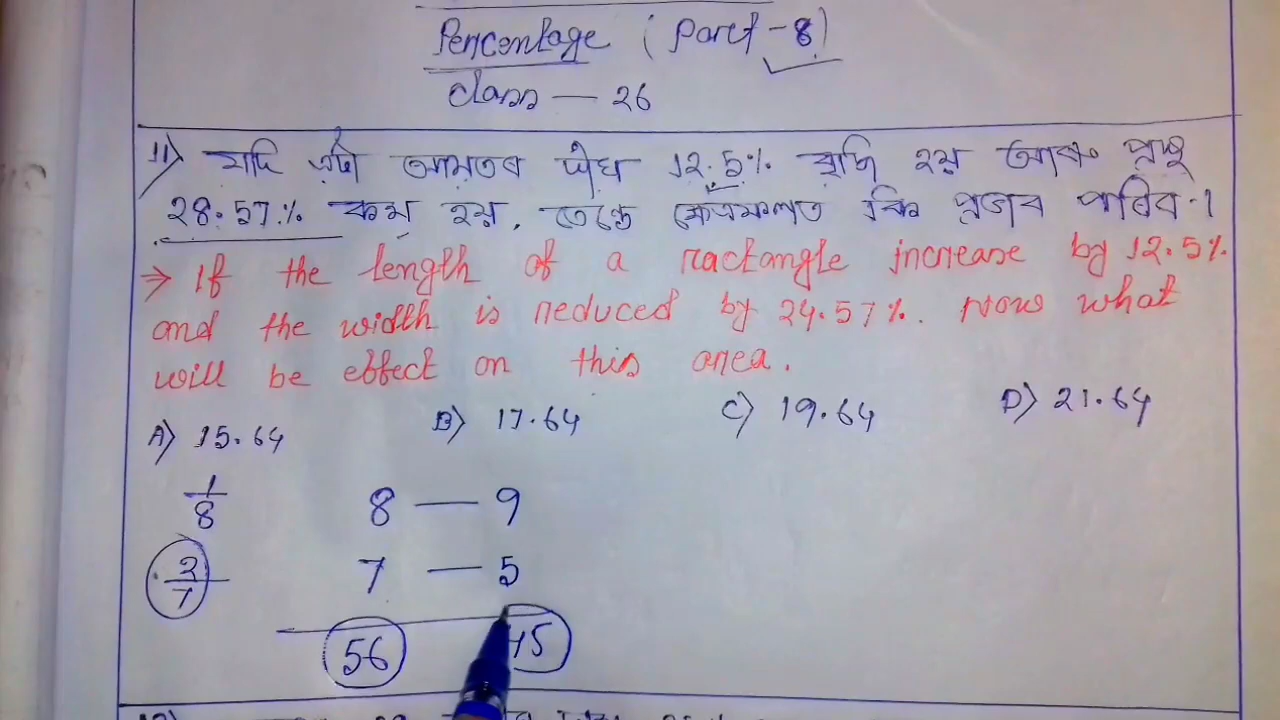 Percentage (Part-8)
Class — 26
11) যদি এটা আয়তৰ দীঘ 12.5% বৃদ্ধি হয় আৰু প্ৰস্থ
28.57% কম হয়, তেন্তে ক্ষেত্ৰফলত কি প্ৰভাব পৰিব।
⇒ If the length of a ractangle increase by 12.5%
and the width is reduced by 24.57%. Now what
will be effect on this area.
A) 15.64 B) 17.64 C) 19.64 D) 21.64
1/8 8 — 9
2/7 7 — 5
56 45